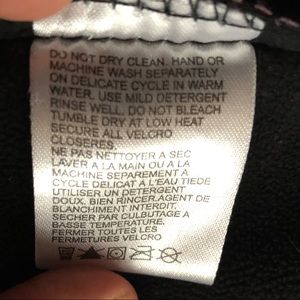 DO NOT DRY CLEAN. HAND OR
MACHINE WASH SEPARATELY
ON DELICATE CYCLE IN WARM
WATER. USE MILD DETERGENT
RINSE WELL. DO NOT BLEACH
TUMBLE DRY AT LOW HEAT
SECURE ALL VELCRO
CLOSERES.
NE PAS NETTOYER A SEC
LAVER A LA MAIN OU A LA
MACHINE SEPAREMENT A
CYCLE DELICAT A L'EAU TIEDE
UTILISER UN DETERGENT
DOUX, BIEN RINCER.AGENT DE
BLANCHIMENT INTERDIT.
SECHER PAR CULBUTAGE A
BASSE TEMPERATURE.
FERMER TOUTES LES
FERMETURES VELCRO